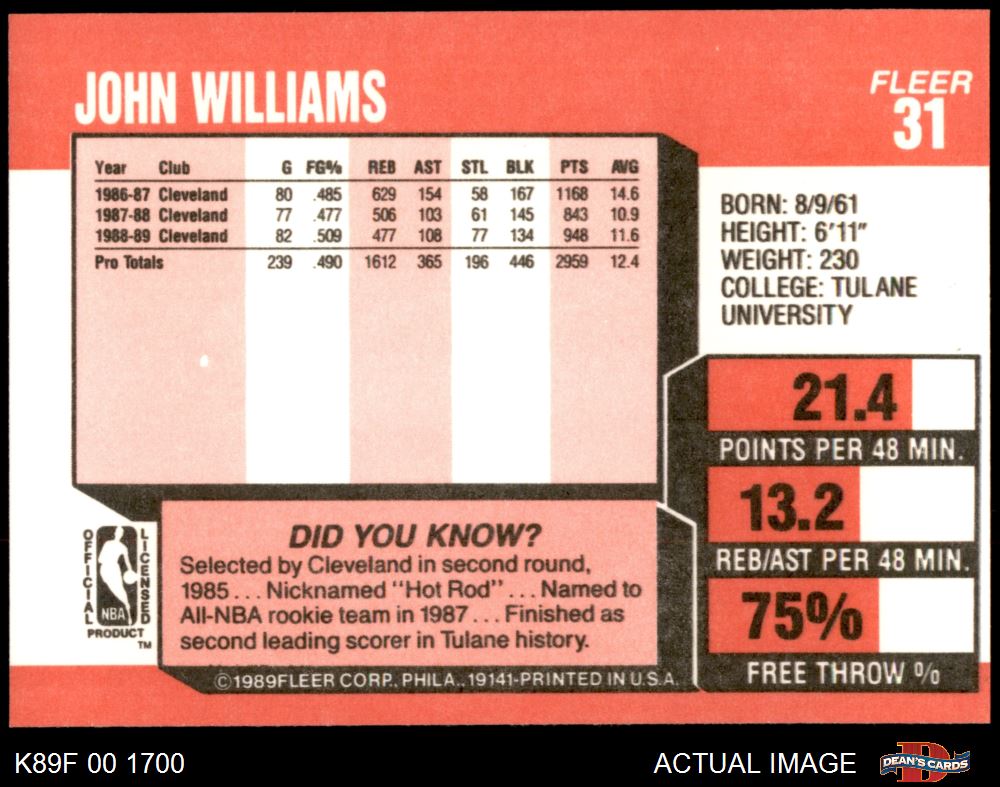 JOHN WILLIAMS
FLEER
31
Year Club G FG% REB AST STL BLK PTS AVG
1986-87 Cleveland 80 .485 629 154 58 167 1168 14.6
1987-88 Cleveland 77 .477 506 103 61 145 843 10.9
1988-89 Cleveland 82 .509 477 108 77 134 948 11.6
Pro Totals 239 .490 1612 365 196 446 2959 12.4
BORN: 8/9/61
HEIGHT: 6'11"
WEIGHT: 230
COLLEGE: TULANE
UNIVERSITY
21.4
POINTS PER 48 MIN.
13.2
REB/AST PER 48 MIN.
75%
FREE THROW %
OFFICIAL
LICENSED
NBA
PRODUCT
TM
DID YOU KNOW?
Selected by Cleveland in second round,
1985 . . . Nicknamed "Hot Rod" . . . Named to
All-NBA rookie team in 1987 . . . Finished as
second leading scorer in Tulane history.
©1989FLEER CORP., PHILA., 19141-PRINTED IN U.S.A.
K89F 00 1700
ACTUAL IMAGE
D
DEAN'S CARDS